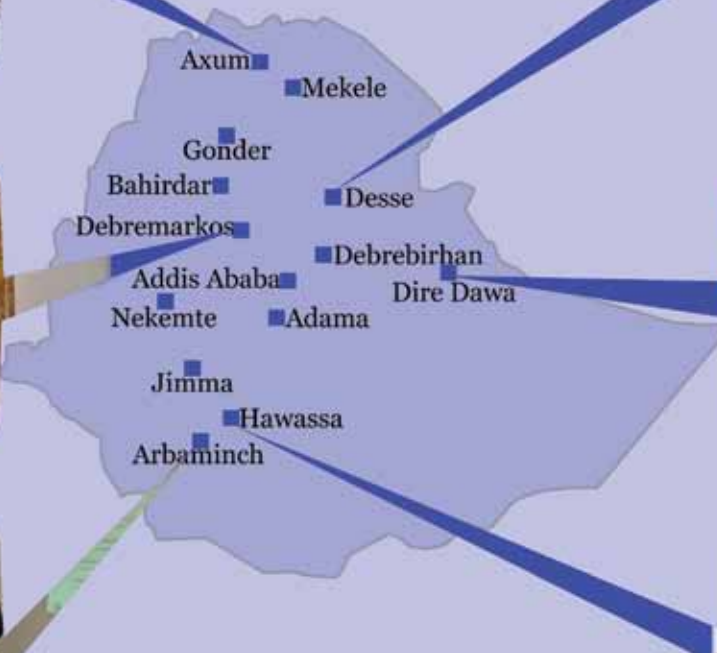 Axum
Mekele
Gonder
Bahirdar
Desse
Debremarkos
Debrebirhan
Addis Ababa
Dire Dawa
Nekemte
Adama
Jimma
Hawassa
Arbaminch